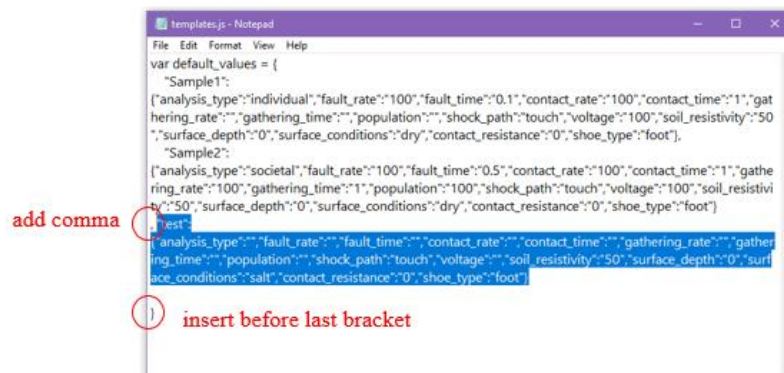 templates.js - Notepad
File Edit Format View Help
var default_values = {
"Sample1":
{"analysis_type":"individual","fault_rate":"100","fault_time":"0.1","contact_rate":"100","contact_time":"1","gat
hering_rate":"","gathering_time":"","population":"","shock_path":"touch","voltage":"100","soil_resistivity":"50
","surface_depth":"0","surface_conditions":"dry","contact_resistance":"0","shoe_type":"foot"},
"Sample2":
{"analysis_type":"societal","fault_rate":"100","fault_time":"0.5","contact_rate":"100","contact_time":"1","gathe
ring_rate":"100","gathering_time":"1","population":"100","shock_path":"touch","voltage":"100","soil_resistivi
ty":"50","surface_depth":"0","surface_conditions":"dry","contact_resistance":"0","shoe_type":"foot"}
add comma , "test":
{"analysis_type":"","fault_rate":"","fault_time":"","contact_rate":"","contact_time":"","gathering_rate":"","gather
ing_time":"","population":"","shock_path":"touch","voltage":"","soil_resistivity":"50","surface_depth":"0","surf
ace_conditions":"salt","contact_resistance":"0","shoe_type":"foot"}
} insert before last bracket